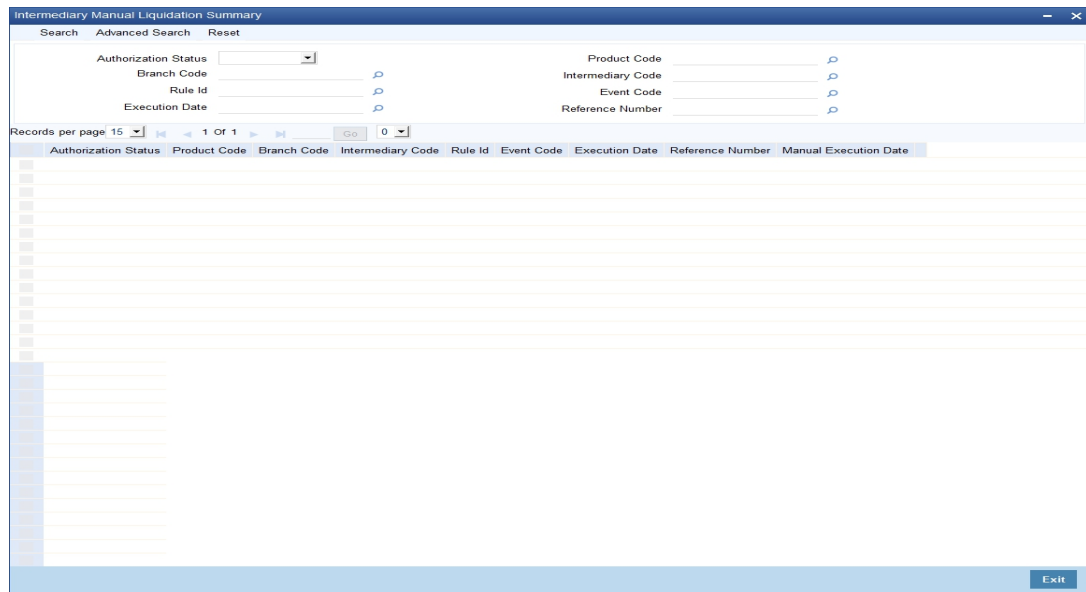 Intermediary Manual Liquidation Summary
Search Advanced Search Reset
Authorization Status Product Code
Branch Code Intermediary Code
Rule Id Event Code
Execution Date Reference Number
Records per page 15 1 Of 1 Go 0
Authorization Status Product Code Branch Code Intermediary Code Rule Id Event Code Execution Date Reference Number Manual Execution Date
Exit